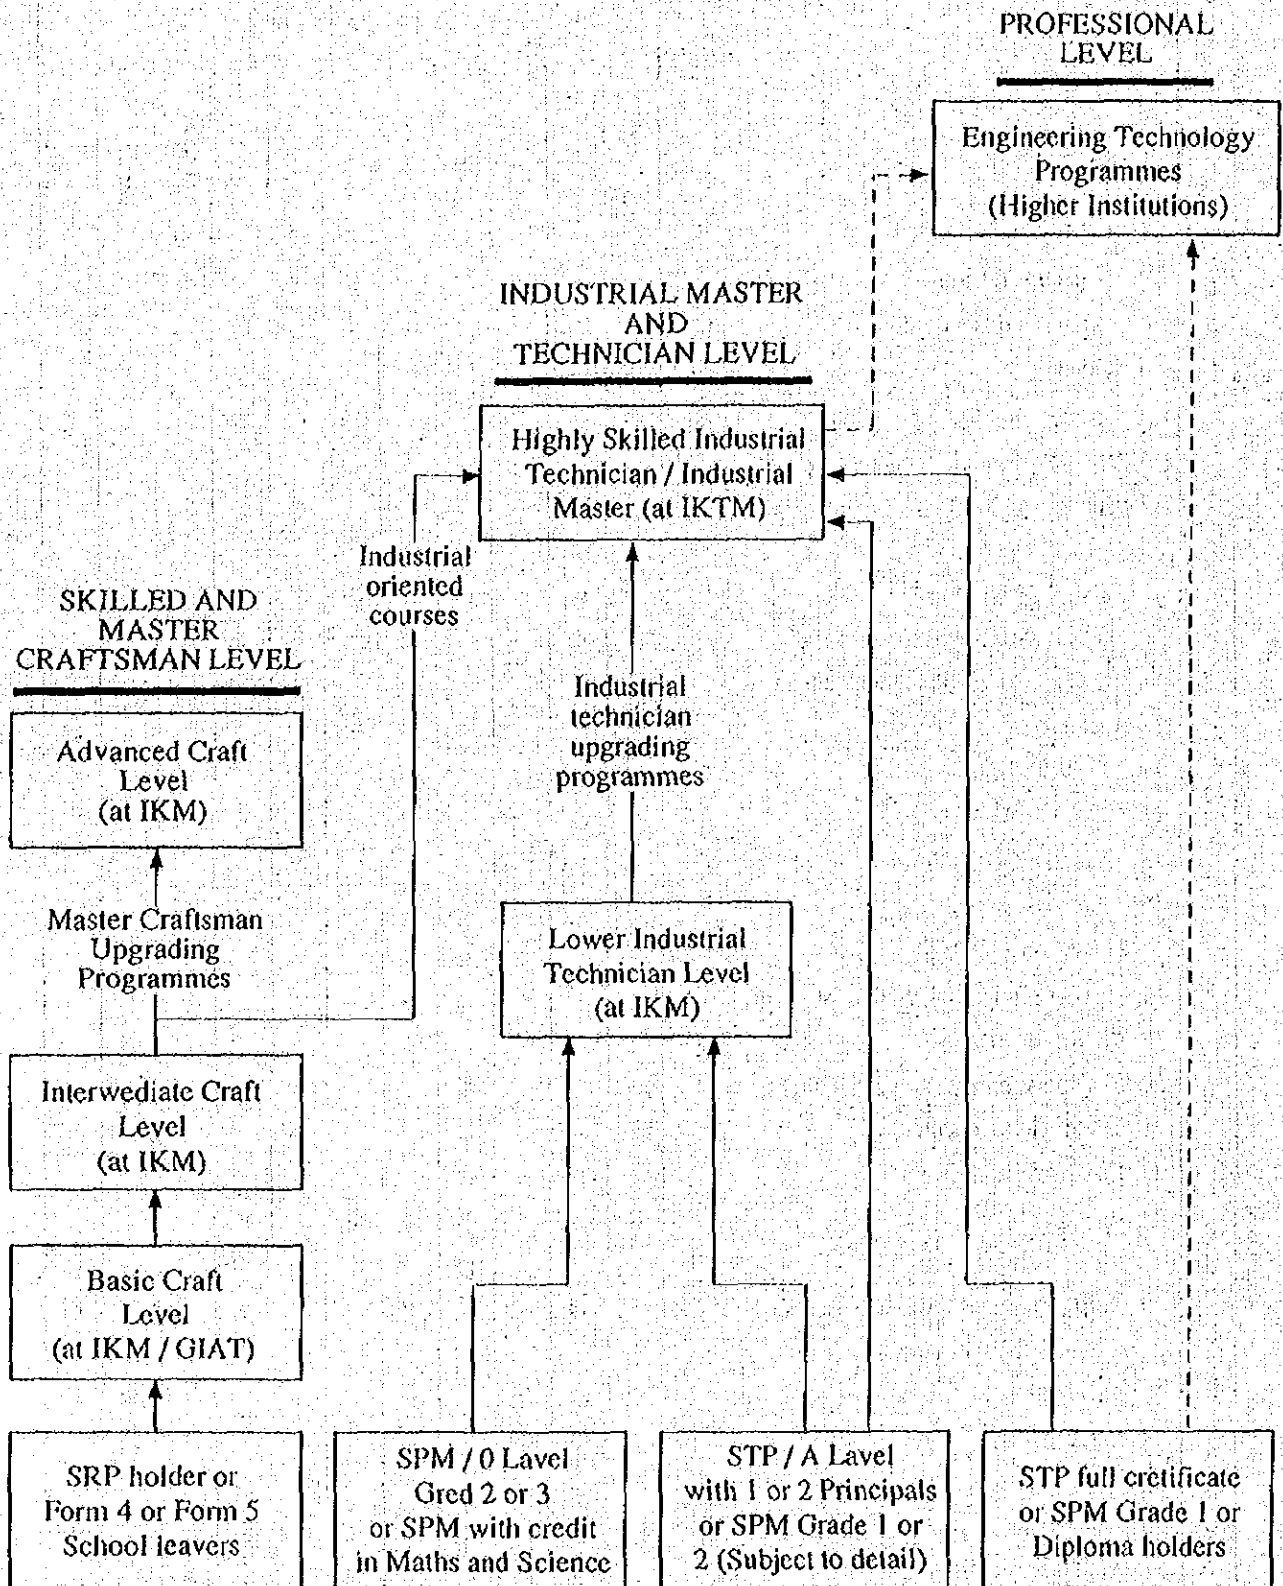 PROFESSIONAL
LEVEL
Engineering Technology
Programmes
(Higher Institutions)
INDUSTRIAL MASTER
AND
TECHNICIAN LEVEL
Highly Skilled Industrial
Technician / Industrial
Master (at IKTM)
Industrial
oriented
courses
SKILLED AND
MASTER
CRAFTSMAN LEVEL
Industrial
technician
upgrading
programmes
Advanced Craft
Level
(at IKM)
Master Craftsman
Upgrading
Programmes
Lower Industrial
Technician Level
(at IKM)
Interwediate Craft
Level
(at IKM)
Basic Craft
Level
(at IKM / GIAT)
SRP holder or
Form 4 or Form 5
School leavers
SPM / 0 Lavel
Gred 2 or 3
or SPM with credit
in Maths and Science
STP / A Lavel
with 1 or 2 Principals
or SPM Grade 1 or
2 (Subject to detail)
STP full cretificate
or SPM Grade 1 or
Diploma holders